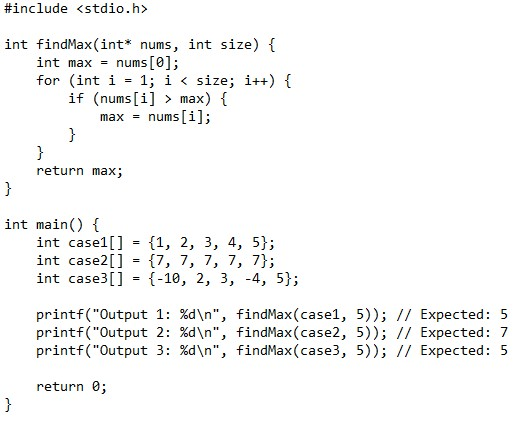 #include <stdio.h>

int findMax(int* nums, int size) {
    int max = nums[0];
    for (int i = 1; i < size; i++) {
        if (nums[i] > max) {
            max = nums[i];
        }
    }
    return max;
}

int main() {
    int case1[] = {1, 2, 3, 4, 5};
    int case2[] = {7, 7, 7, 7, 7};
    int case3[] = {-10, 2, 3, -4, 5};

    printf("Output 1: %d\n", findMax(case1, 5)); // Expected: 5
    printf("Output 2: %d\n", findMax(case2, 5)); // Expected: 7
    printf("Output 3: %d\n", findMax(case3, 5)); // Expected: 5

    return 0;
}